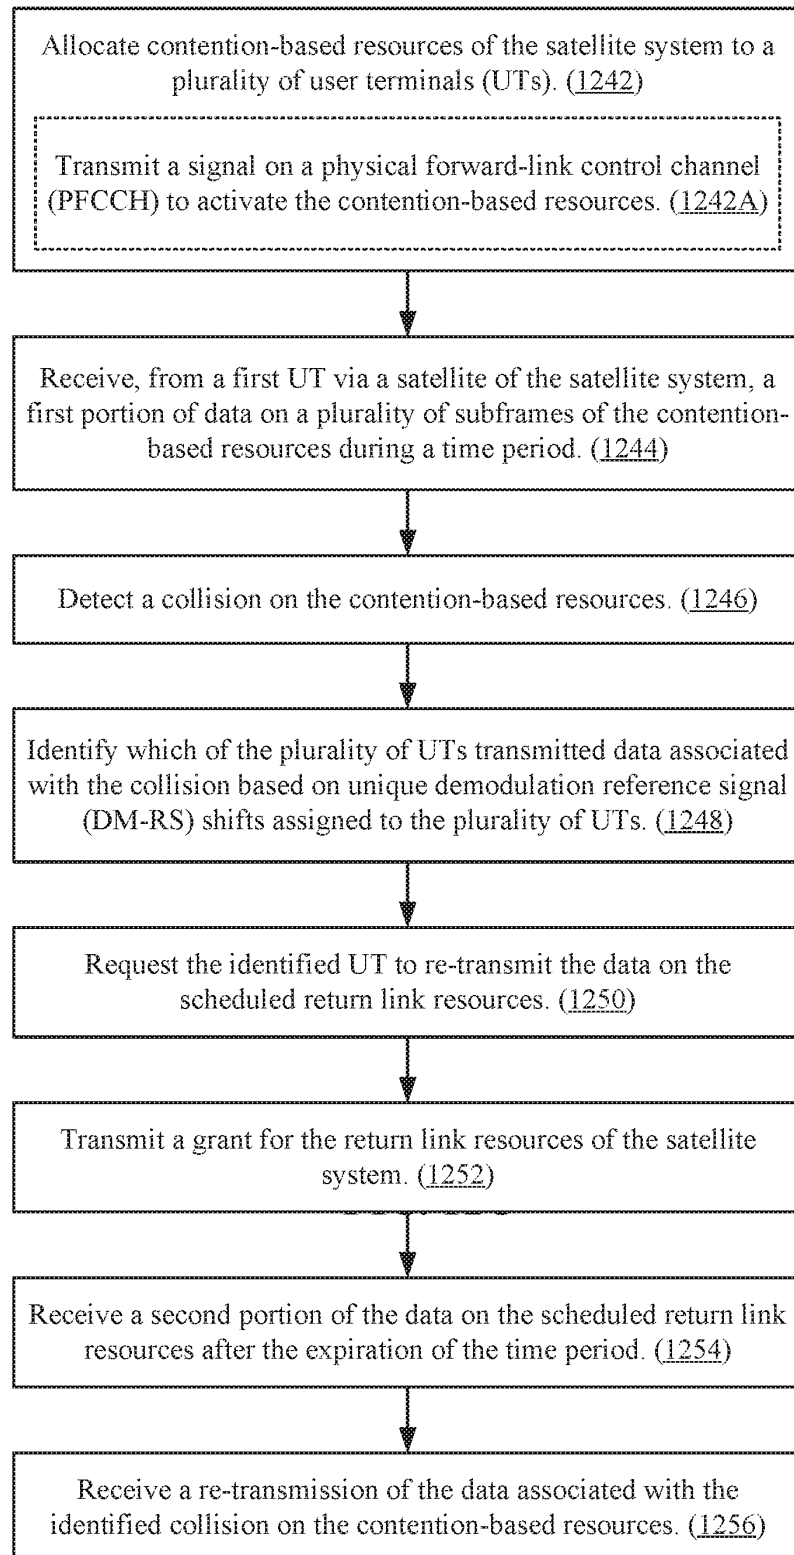 Allocate contention-based resources of the satellite system to a
plurality of user terminals (UTs). (1242)
Transmit a signal on a physical forward-link control channel
(PFCCH) to activate the contention-based resources. (1242A)
Receive, from a first UT via a satellite of the satellite system, a
first portion of data on a plurality of subframes of the contention-
based resources during a time period. (1244)
Detect a collision on the contention-based resources. (1246)
Identify which of the plurality of UTs transmitted data associated
with the collision based on unique demodulation reference signal
(DM-RS) shifts assigned to the plurality of UTs. (1248)
Request the identified UT to re-transmit the data on the
scheduled return link resources. (1250)
Transmit a grant for the return link resources of the satellite
system. (1252)
Receive a second portion of the data on the scheduled return link
resources after the expiration of the time period. (1254)
Receive a re-transmission of the data associated with the
identified collision on the contention-based resources. (1256)